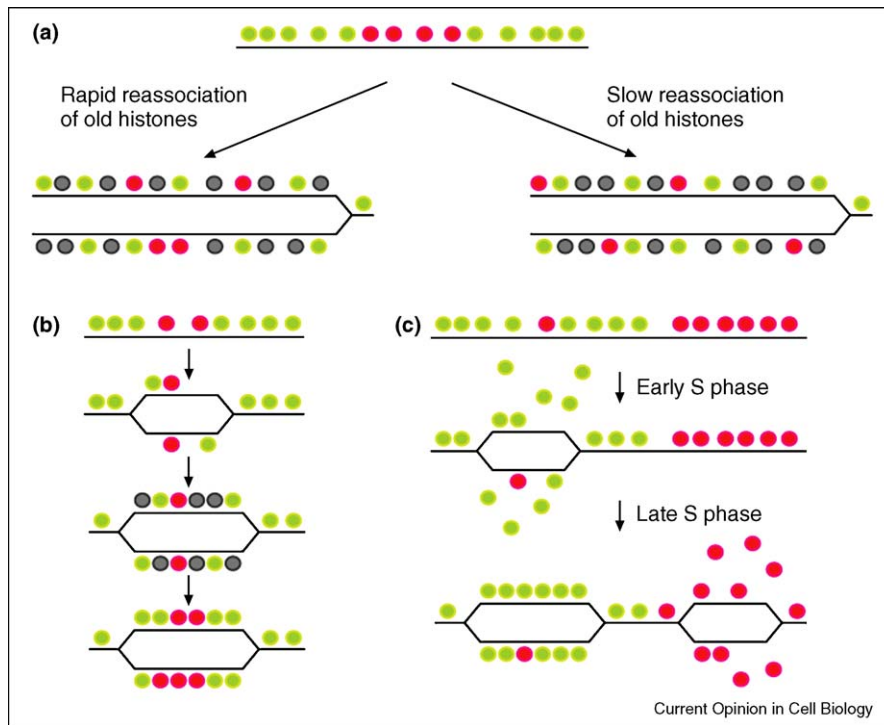 (a)
Rapid reassociation
of old histones
Slow reassociation
of old histones
(b)
(c)
Early S phase
Late S phase
Current Opinion in Cell Biology